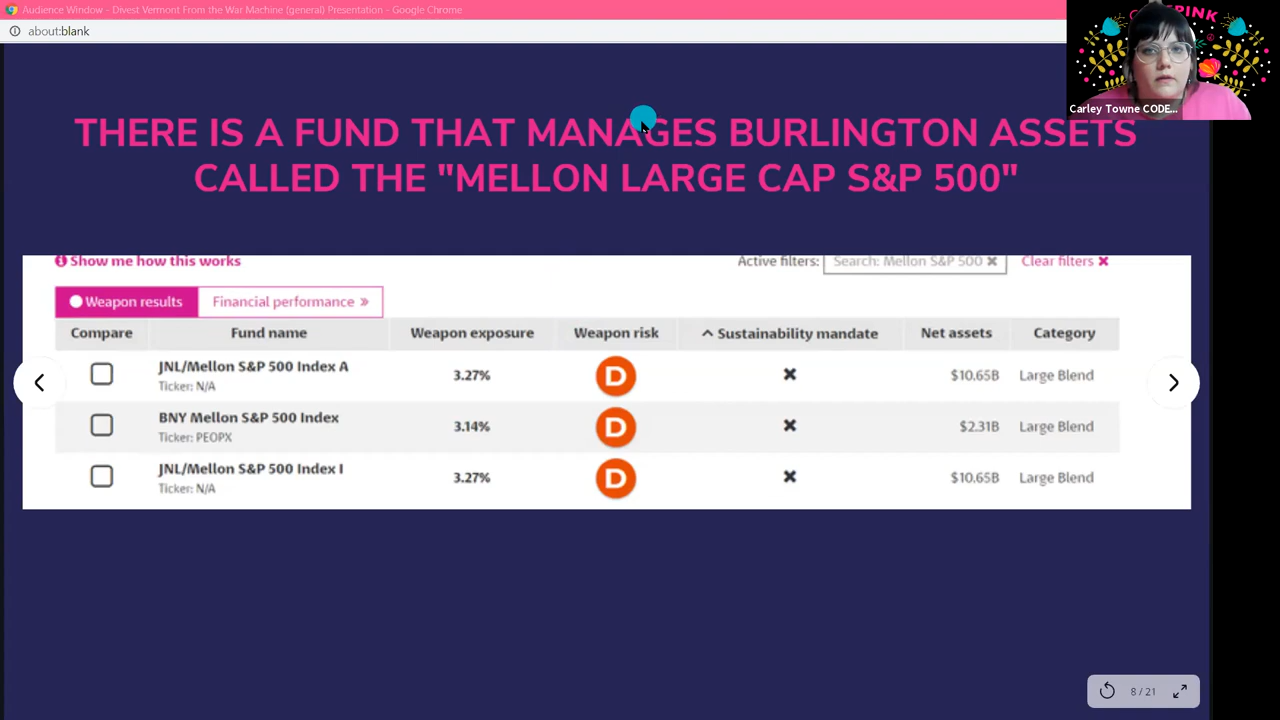 Audience Window - Divest Vermont From the War Machine (general) Presentation - Google Chrome
about:blank
PINK
Carley Towne CODE...
THERE IS A FUND THAT MANAGES BURLINGTON ASSETS
CALLED THE "MELLON LARGE CAP S&P 500"
Show me how this works
Active filters: Search: Mellon S&P 500 ✖ Clear filters ✖
Weapon results Financial performance »
Compare Fund name Weapon exposure Weapon risk Sustainability mandate Net assets Category
JNL/Mellon S&P 500 Index A 3.27% D ✖ $10.65B Large Blend
Ticker: N/A
BNY Mellon S&P 500 Index 3.14% D ✖ $2.31B Large Blend
Ticker: PEOPX
JNL/Mellon S&P 500 Index I 3.27% D ✖ $10.65B Large Blend
Ticker: N/A
8 / 21